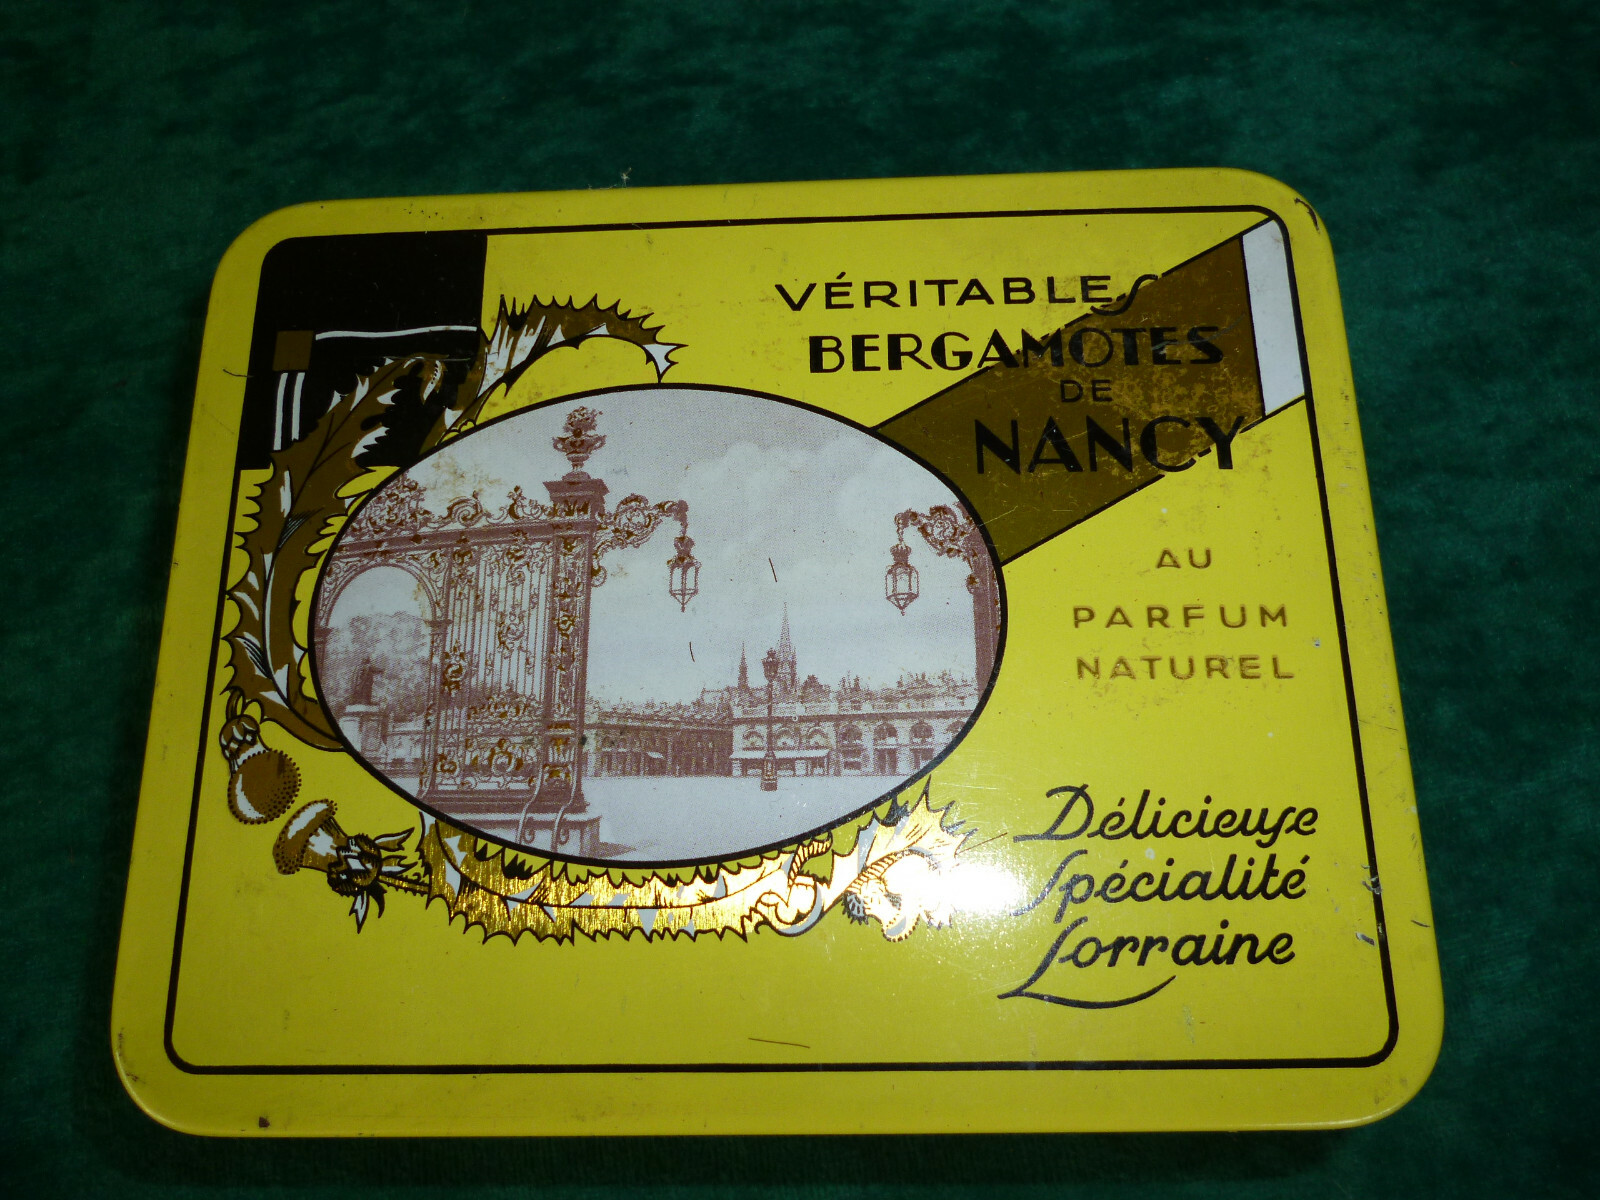 VÉRITABLES
BERGAMOTES
DE
NANCY
AU
PARFUM
NATUREL
Délicieuse
Spécialité
Lorraine